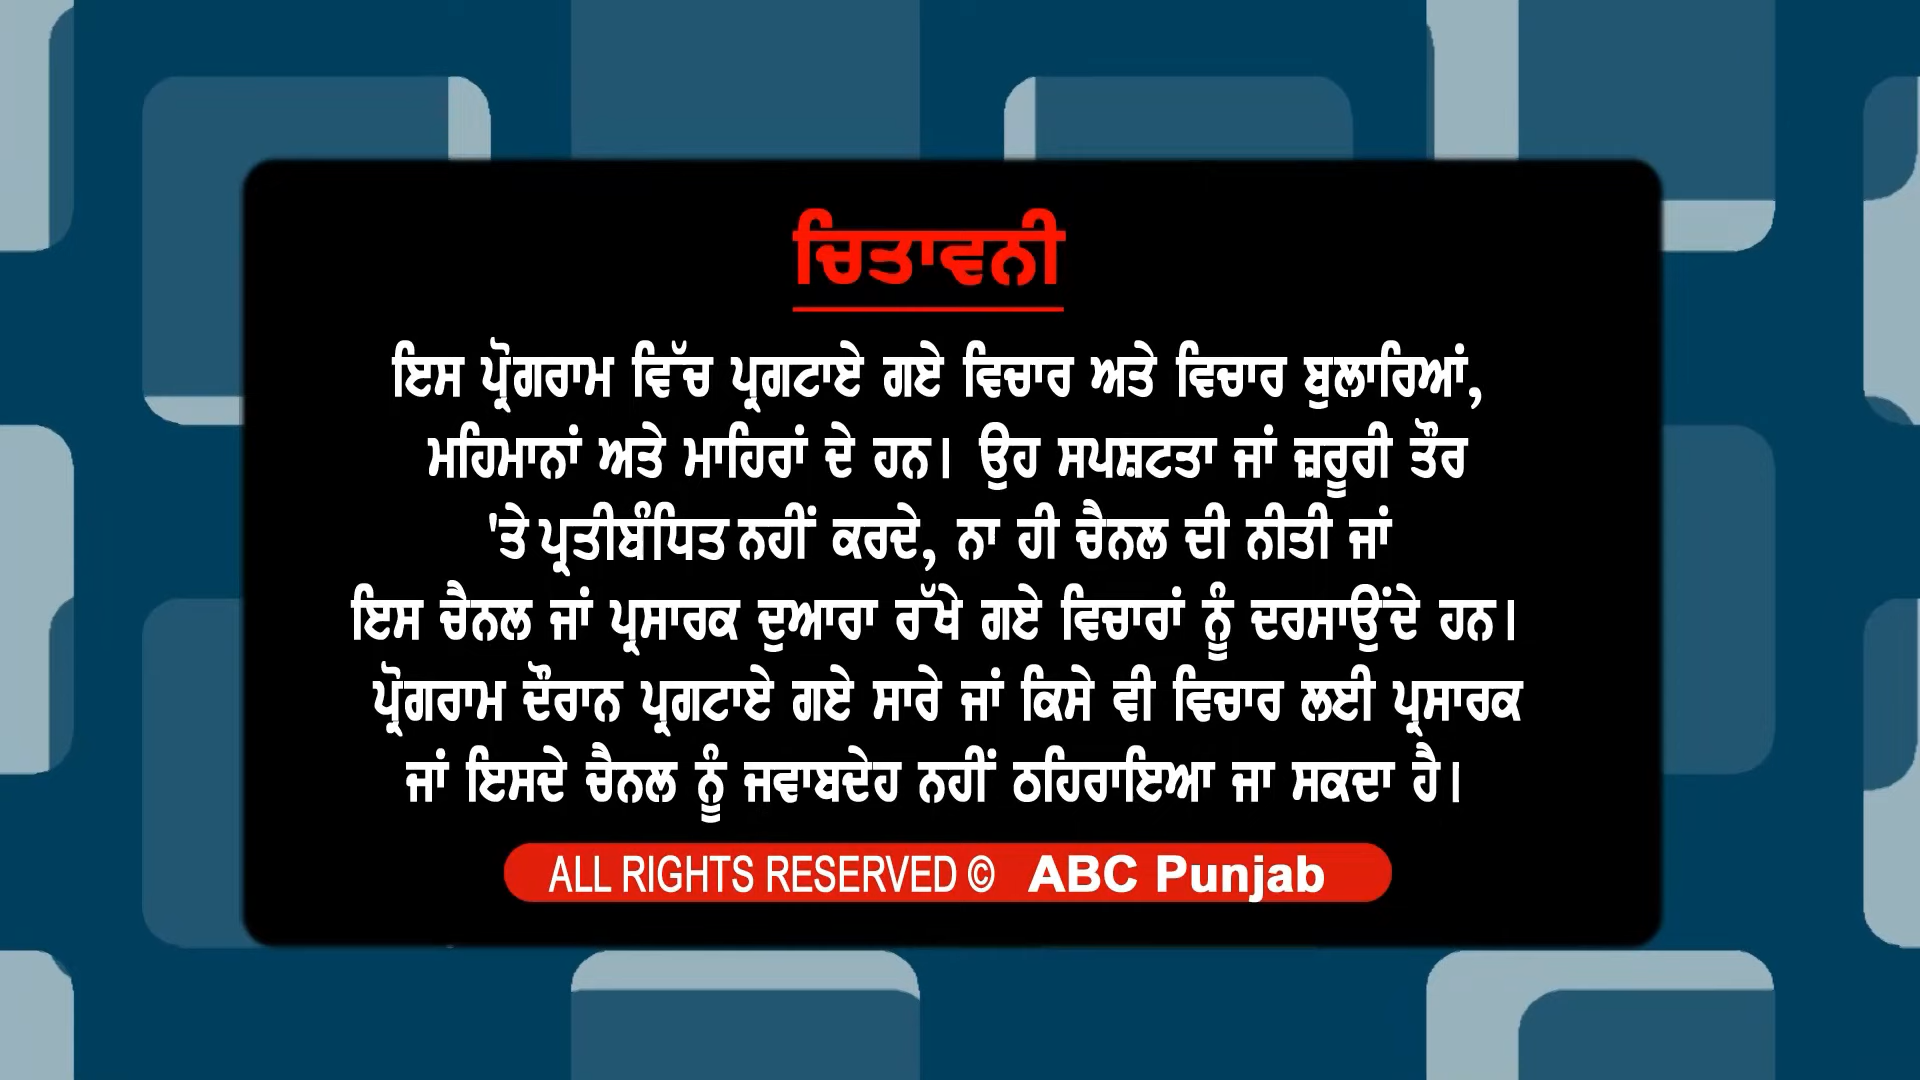 ਚਿਤਾਵਨੀ
ਇਸ ਪ੍ਰੋਗਰਾਮ ਵਿੱਚ ਪ੍ਰਗਟਾਏ ਗਏ ਵਿਚਾਰ ਅਤੇ ਵਿਚਾਰ ਬੁਲਾਰਿਆਂ,
ਮਹਿਮਾਨਾਂ ਅਤੇ ਮਾਹਿਰਾਂ ਦੇ ਹਨ। ਉਹ ਸਪਸ਼ਟਤਾ ਜਾਂ ਜ਼ਰੂਰੀ ਤੌਰ
'ਤੇ ਪ੍ਰਤੀਬੰਧਿਤ ਨਹੀਂ ਕਰਦੇ, ਨਾ ਹੀ ਚੈਨਲ ਦੀ ਨੀਤੀ ਜਾਂ
ਇਸ ਚੈਨਲ ਜਾਂ ਪ੍ਰਸਾਰਕ ਦੁਆਰਾ ਰੱਖੇ ਗਏ ਵਿਚਾਰਾਂ ਨੂੰ ਦਰਸਾਉਂਦੇ ਹਨ।
ਪ੍ਰੋਗਰਾਮ ਦੌਰਾਨ ਪ੍ਰਗਟਾਏ ਗਏ ਸਾਰੇ ਜਾਂ ਕਿਸੇ ਵੀ ਵਿਚਾਰ ਲਈ ਪ੍ਰਸਾਰਕ
ਜਾਂ ਇਸਦੇ ਚੈਨਲ ਨੂੰ ਜਵਾਬਦੇਹ ਨਹੀਂ ਠਹਿਰਾਇਆ ਜਾ ਸਕਦਾ ਹੈ।
ALL RIGHTS RESERVED © ABC Punjab